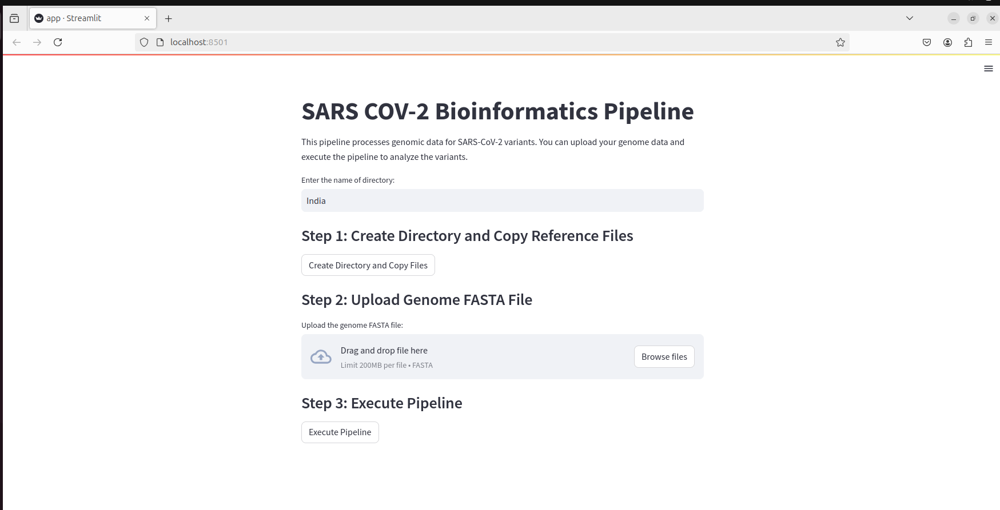 app · Streamlit
localhost:8501
SARS COV-2 Bioinformatics Pipeline
This pipeline processes genomic data for SARS-CoV-2 variants. You can upload your genome data and
execute the pipeline to analyze the variants.
Enter the name of directory:
India
Step 1: Create Directory and Copy Reference Files
Create Directory and Copy Files
Step 2: Upload Genome FASTA File
Upload the genome FASTA file:
Drag and drop file here
Limit 200MB per file • FASTA
Browse files
Step 3: Execute Pipeline
Execute Pipeline